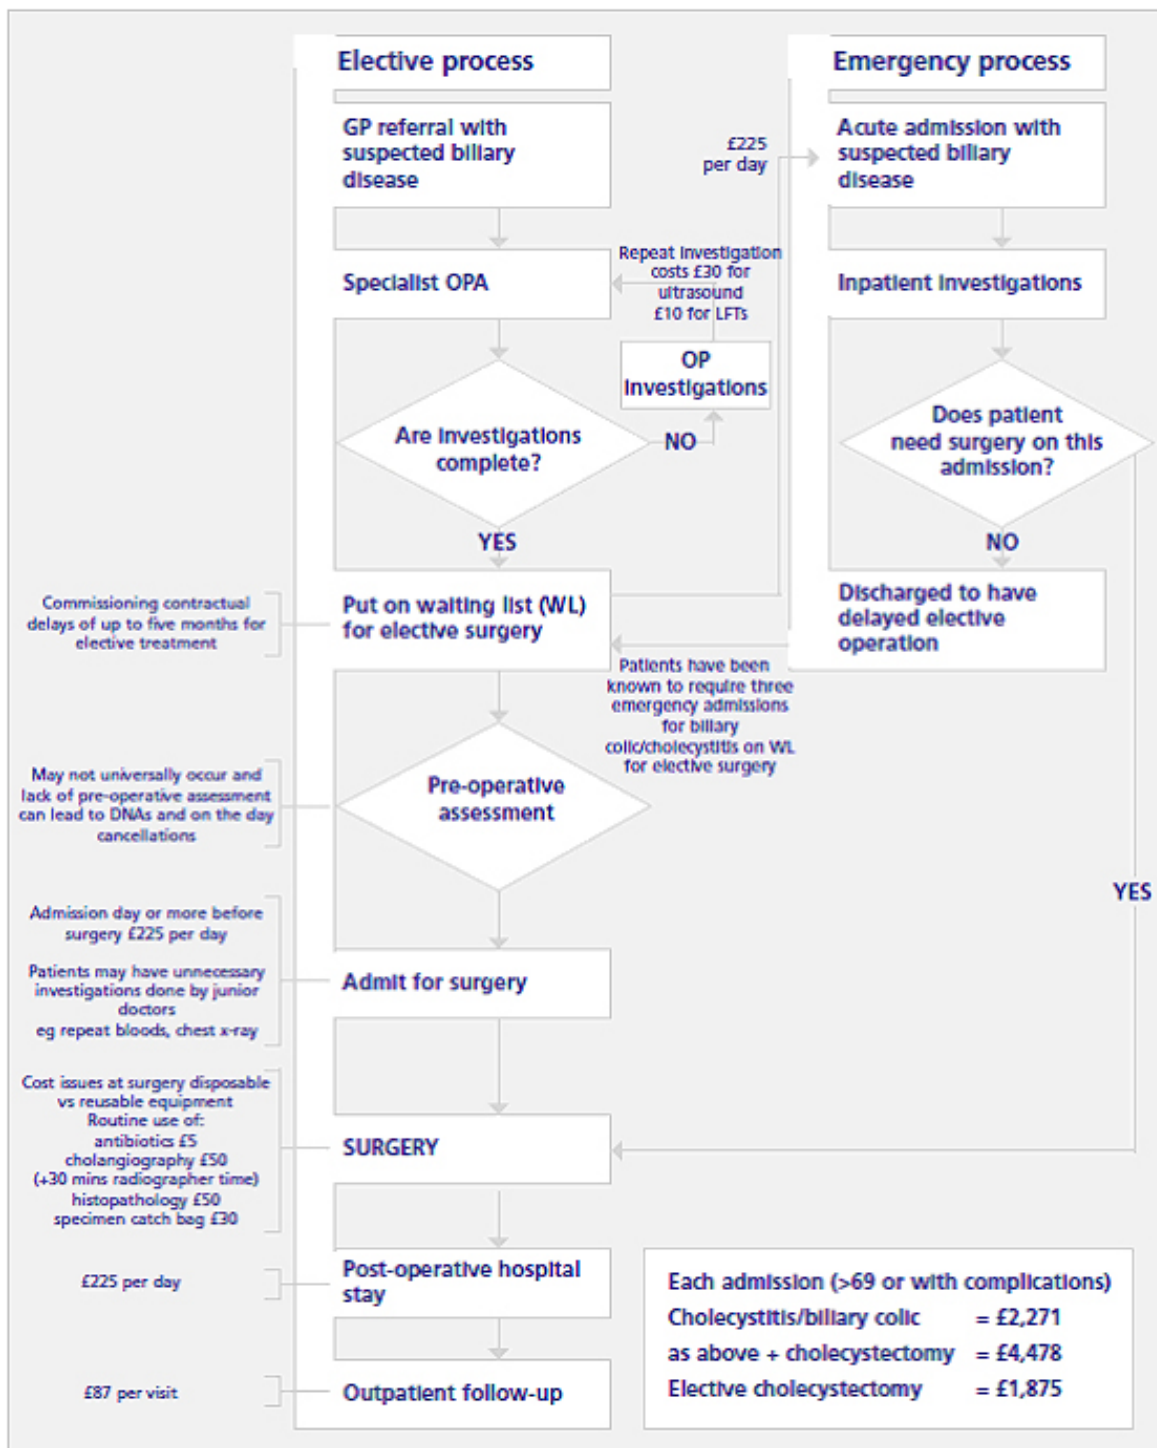 Elective process
GP referral with
suspected biliary
disease
Specialist OPA
Repeat investigation
costs £30 for
ultrasound
£10 for LFTs
OP
investigations
Are investigations
complete?
NO
YES
Commissioning contractual
delays of up to five months for
elective treatment
Put on waiting list (WL)
for elective surgery
Patients have been
known to require three
emergency admissions
for biliary
colic/cholecystitis on WL
for elective surgery
May not universally occur and
lack of pre-operative assessment
can lead to DNAs and on the day
cancellations
Pre-operative
assessment
Admission day or more before
surgery £225 per day
Patients may have unnecessary
investigations done by junior
doctors
eg repeat bloods, chest x-ray
Admit for surgery
Cost issues at surgery disposable
vs reusable equipment
Routine use of:
antibiotics £5
cholangiography £50
(+30 mins radiographer time)
histopathology £50
specimen catch bag £30
SURGERY
£225 per day
Post-operative hospital
stay
£87 per visit
Outpatient follow-up
Emergency process
£225
per day
Acute admission with
suspected biliary
disease
Inpatient investigations
Does patient
need surgery on this
admission?
NO
Discharged to have
delayed elective
operation
YES
Each admission (>69 or with complications)
Cholecystitis/biliary colic = £2,271
as above + cholecystectomy = £4,478
Elective cholecystectomy = £1,875